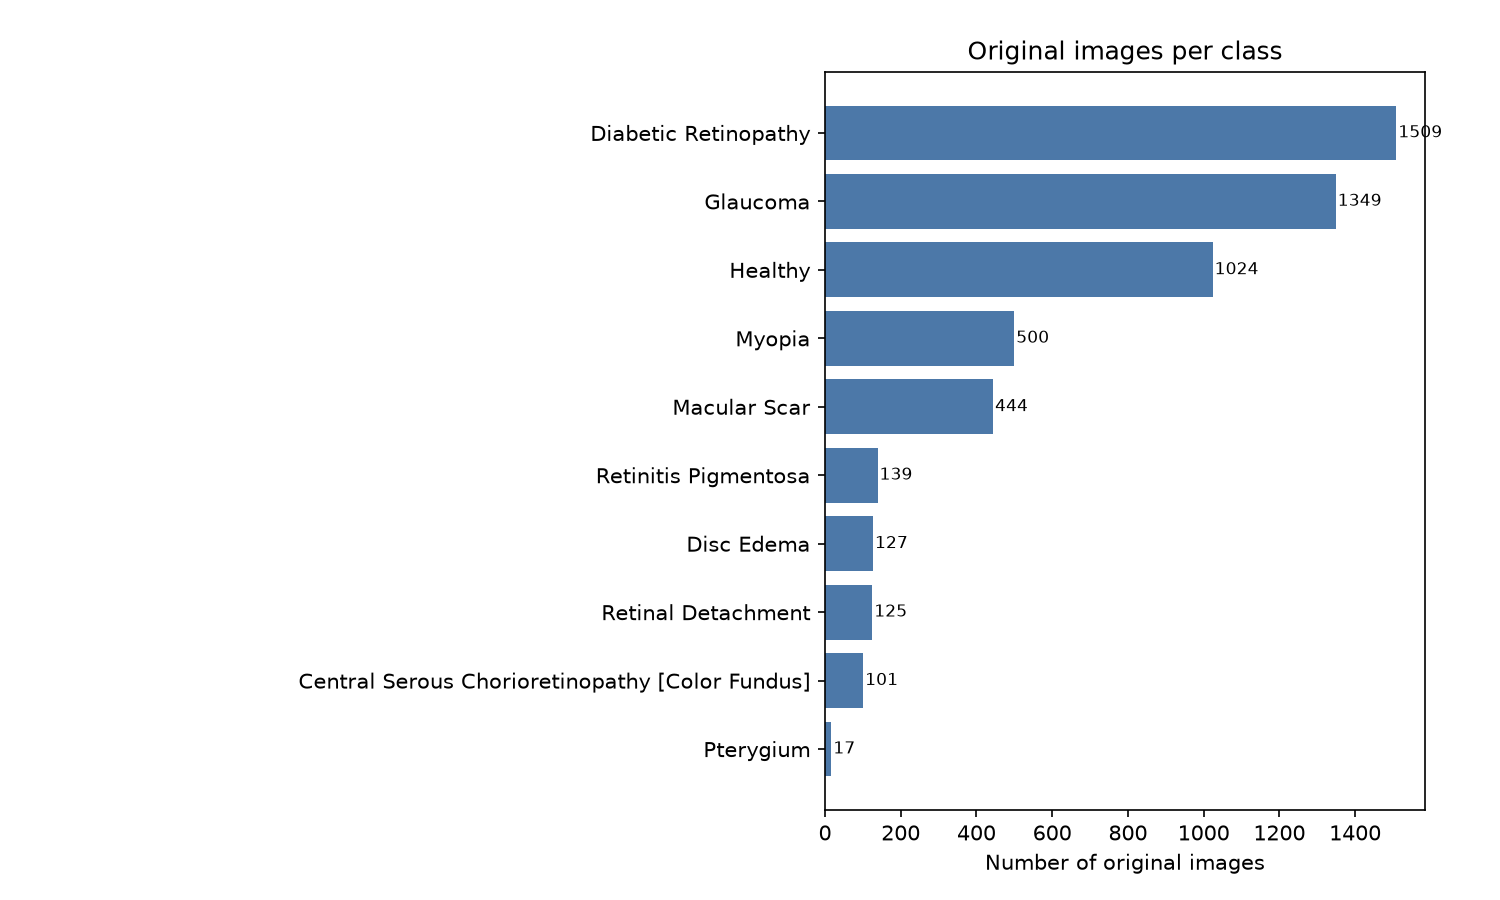 Original images per class
Diabetic Retinopathy 1509
Glaucoma 1349
Healthy 1024
Myopia 500
Macular Scar 444
Retinitis Pigmentosa 139
Disc Edema 127
Retinal Detachment 125
Central Serous Chorioretinopathy [Color Fundus] 101
Pterygium 17
0 200 400 600 800 1000 1200 1400
Number of original images